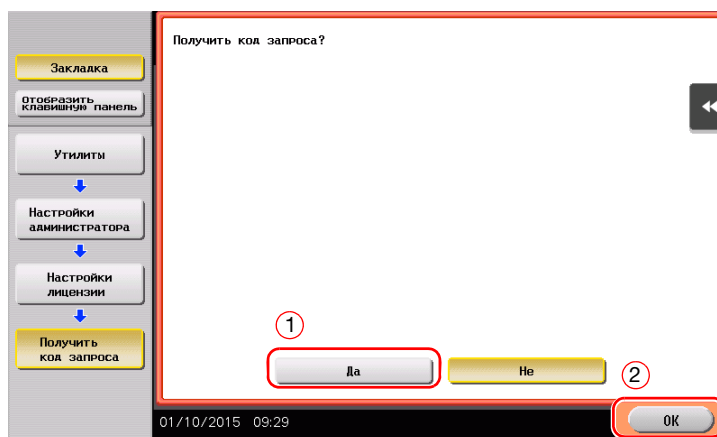 Получить код запроса?
Закладка
Отобразить
клавишную панель
Утилиты
Настройки
администратора
Настройки
лицензии
Получить
код запроса
1
Да
Не
2
01/10/2015 09:29
OK